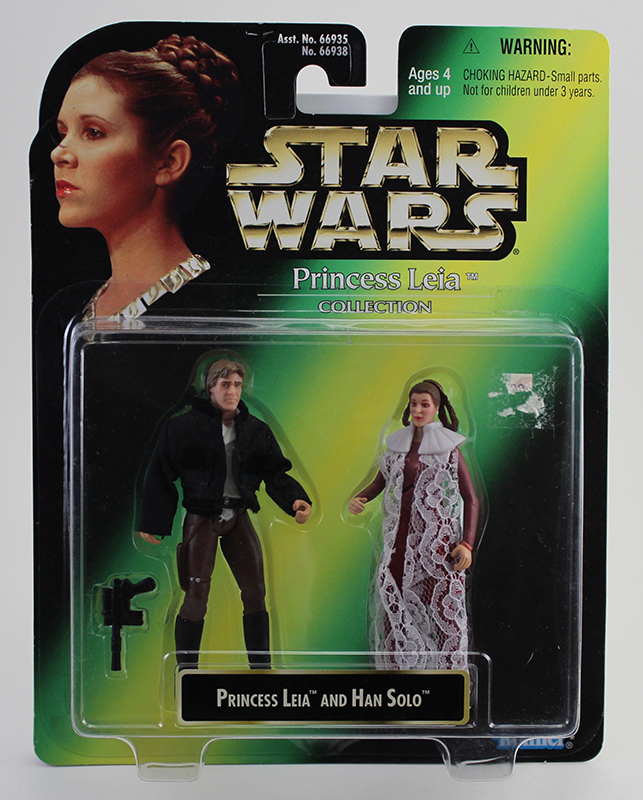 Asst. No. 66935
No. 66938
⚠ WARNING:
Ages 4
and up
CHOKING HAZARD-Small parts.
Not for children under 3 years.
STAR
WARS
Princess Leia™
COLLECTION
PRINCESS LEIA™ AND HAN SOLO™
Kenner®